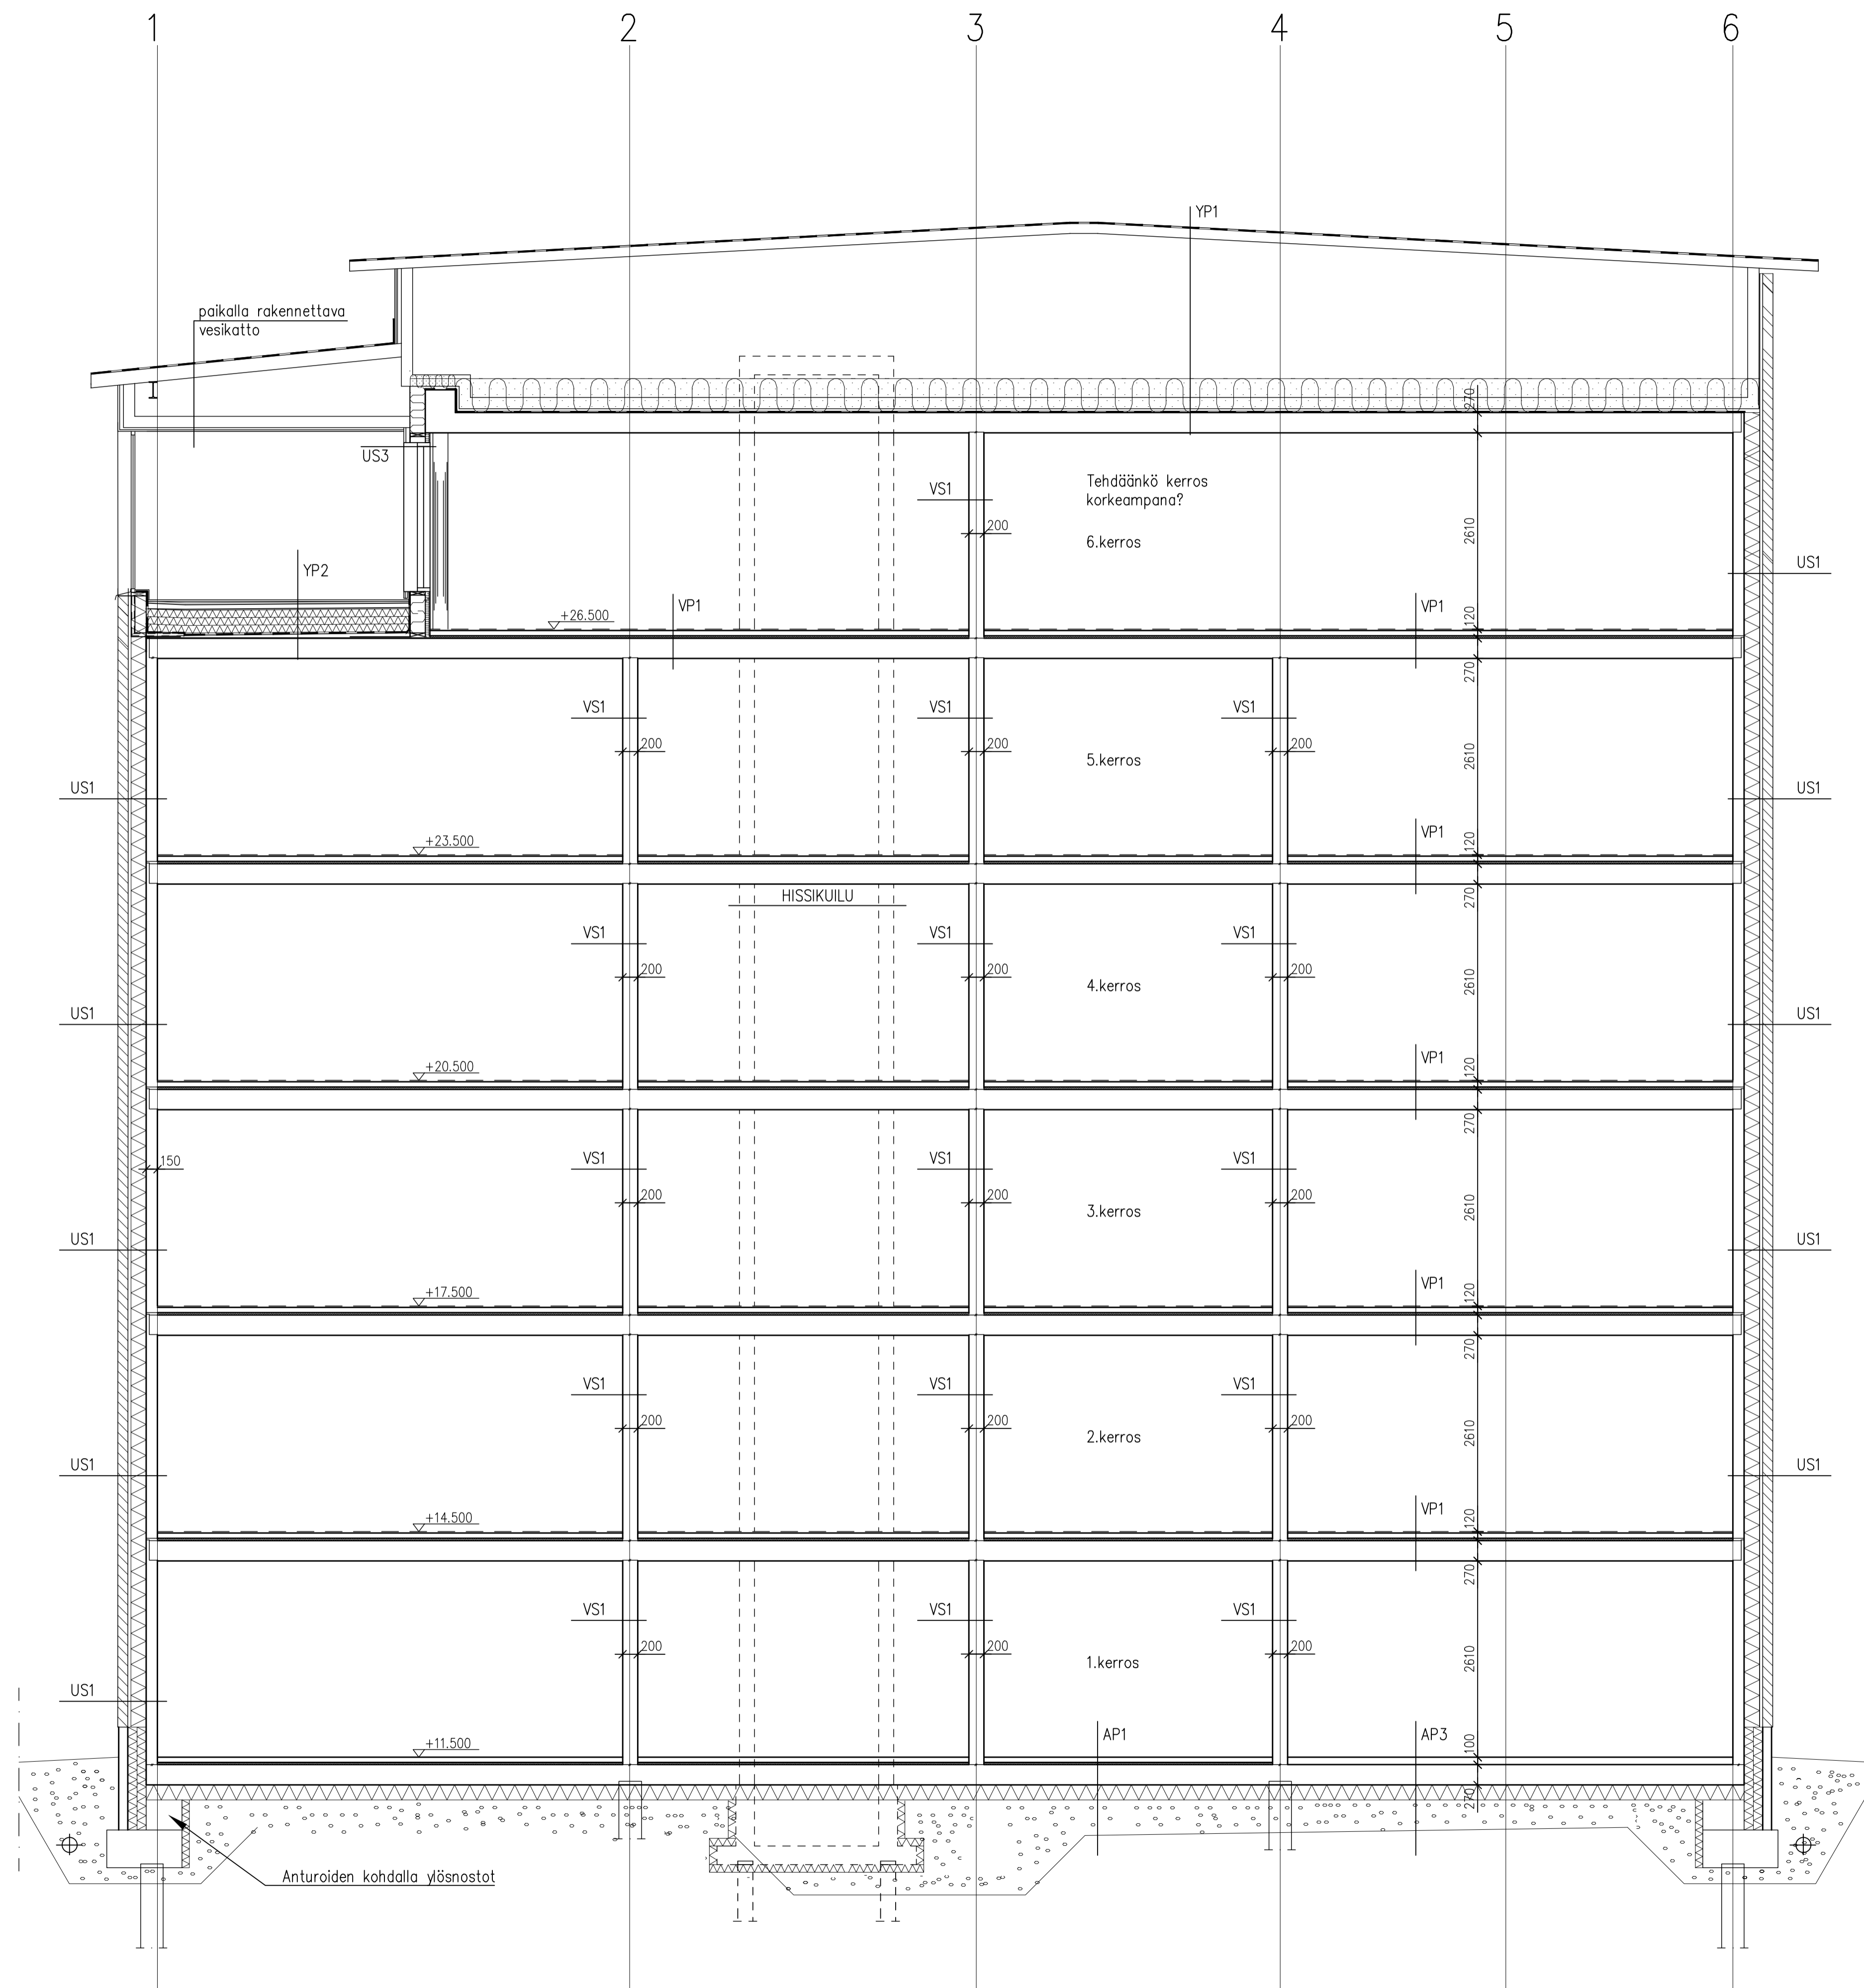 1 2 3 4 5 6
YP1
paikalla rakennettava
vesikatto
270
US3
Tehdäänkö kerros
korkeampana?
VS1
200
2610
6.kerros
US1
YP2
+26.500
VP1
VP1
120
270
VS1 VS1 VS1
200 200 200
2610
5.kerros
US1 US1
+23.500
VP1
120
HISSIKUILU
270
VS1 VS1 VS1
200 200 200
2610
4.kerros
US1 US1
+20.500
VP1
120
270
150
VS1 VS1 VS1
200 200 200
2610
3.kerros
US1 US1
+17.500
VP1
120
270
VS1 VS1 VS1
200 200 200
2610
2.kerros
US1 US1
+14.500
VP1
120
270
VS1 VS1 VS1
200 200 200
2610
1.kerros
US1
AP1
AP3
+11.500
100
270
Anturoiden kohdalla ylösnostot